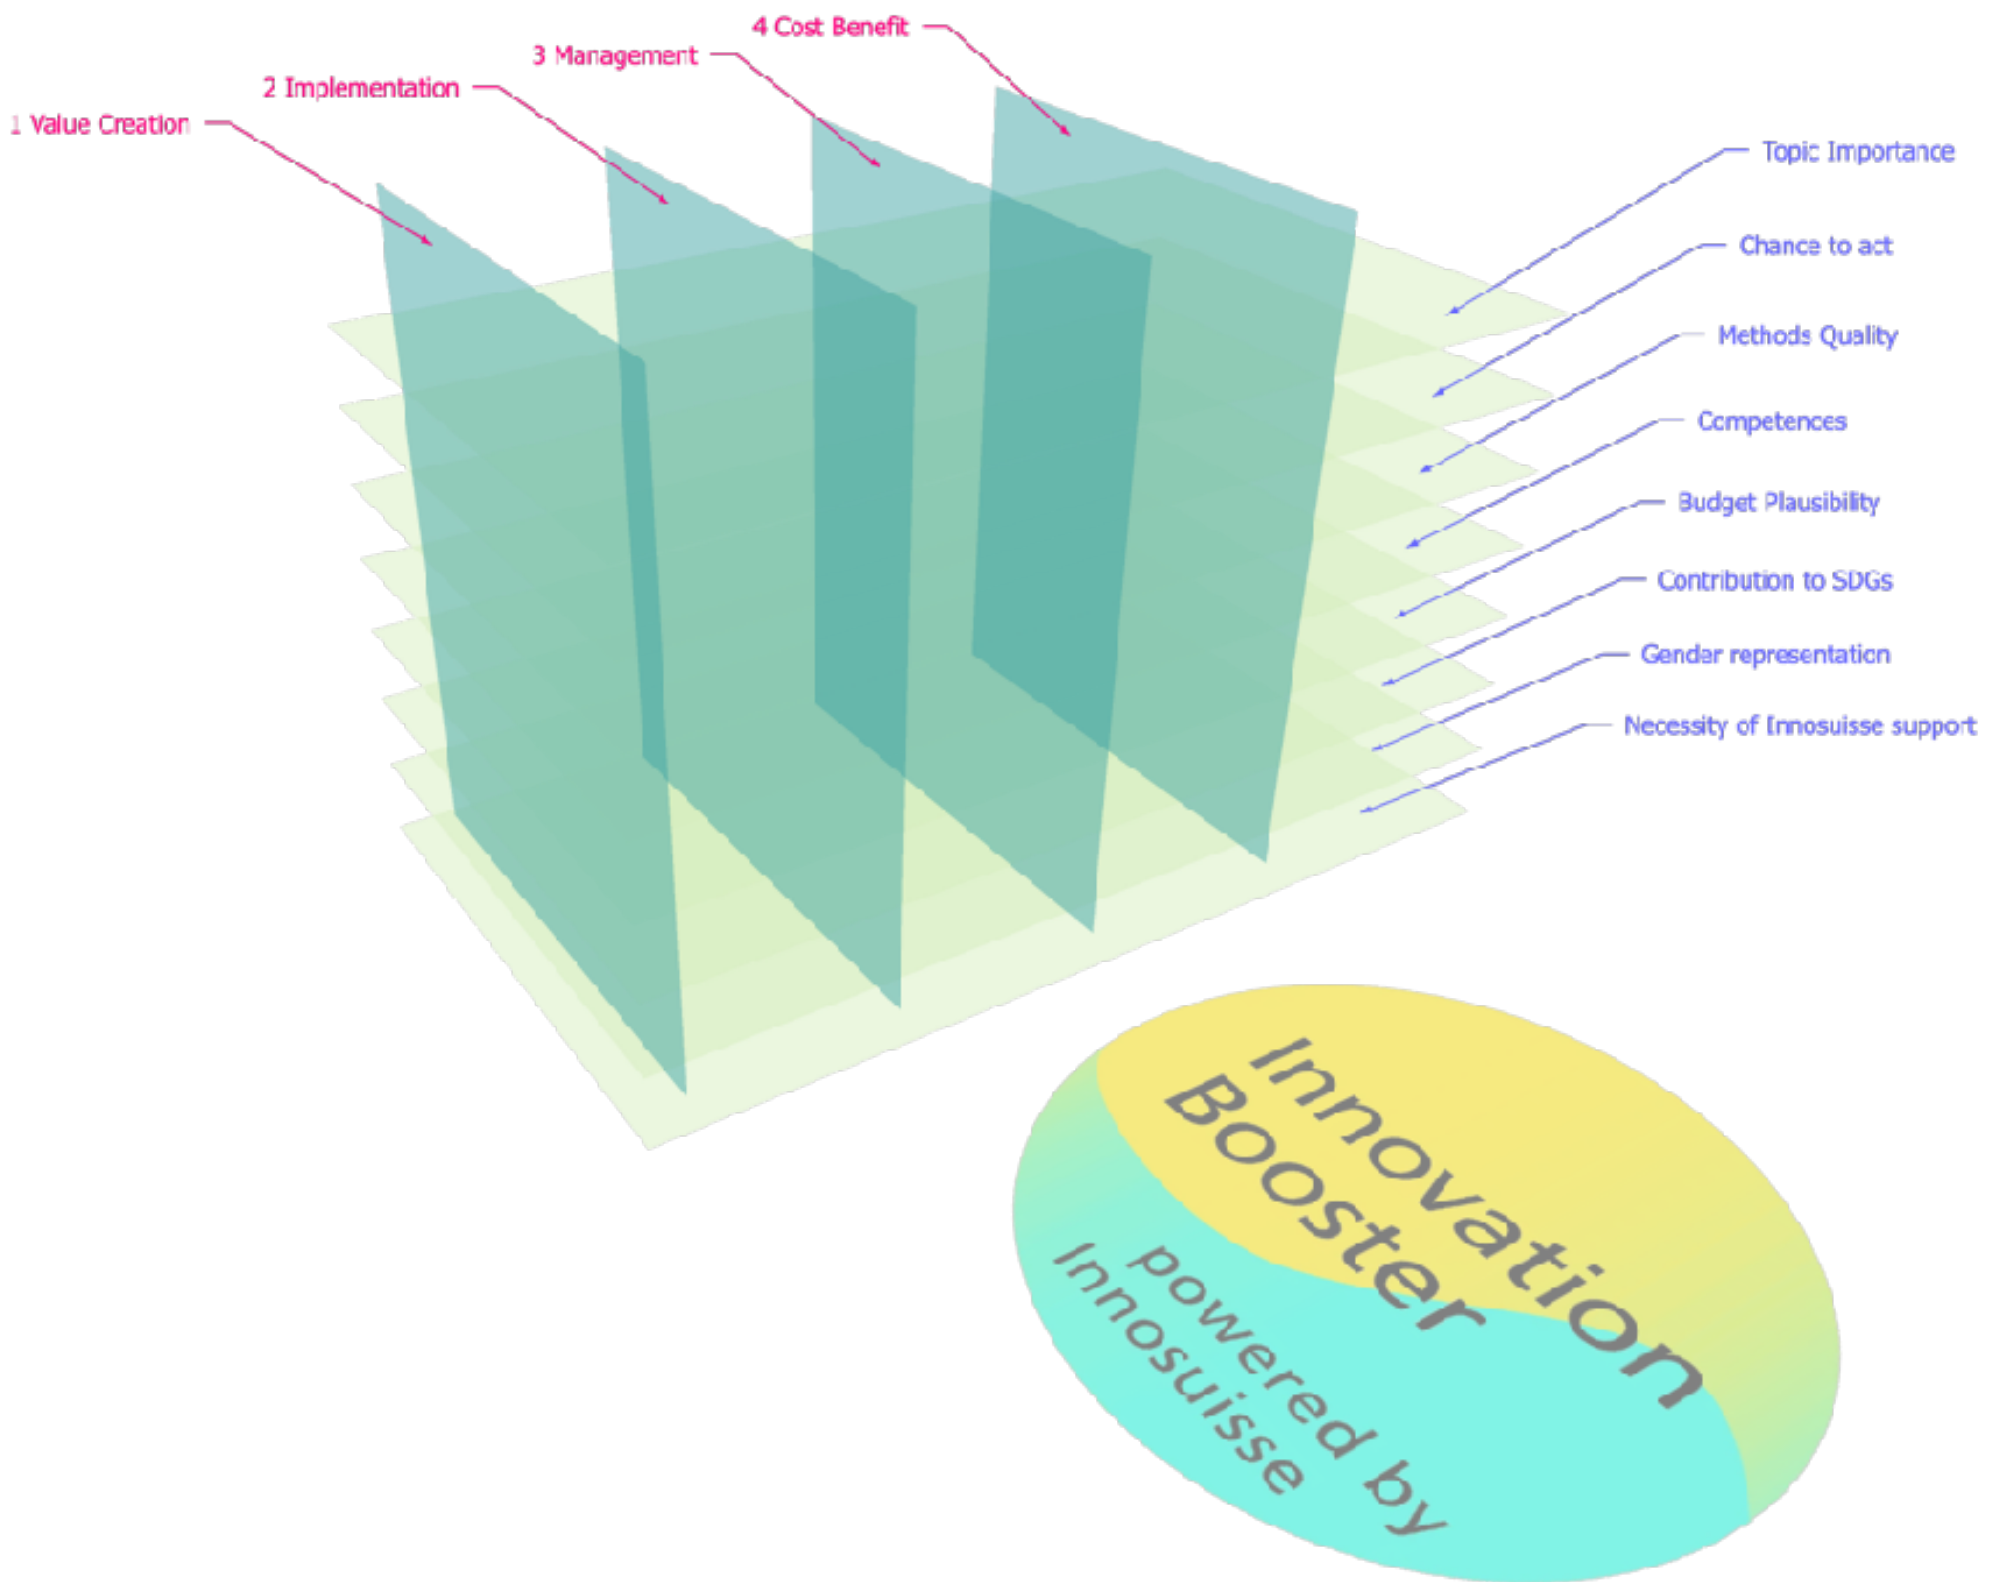 4 Cost Benefit
3 Management
2 Implementation
1 Value Creation
Topic Importance
Chance to act
Methods Quality
Competences
Budget Plausibility
Contribution to SDGs
Gender representation
Necessity of Innosuisse support
Innovation
Booster
powered by
Innosuisse